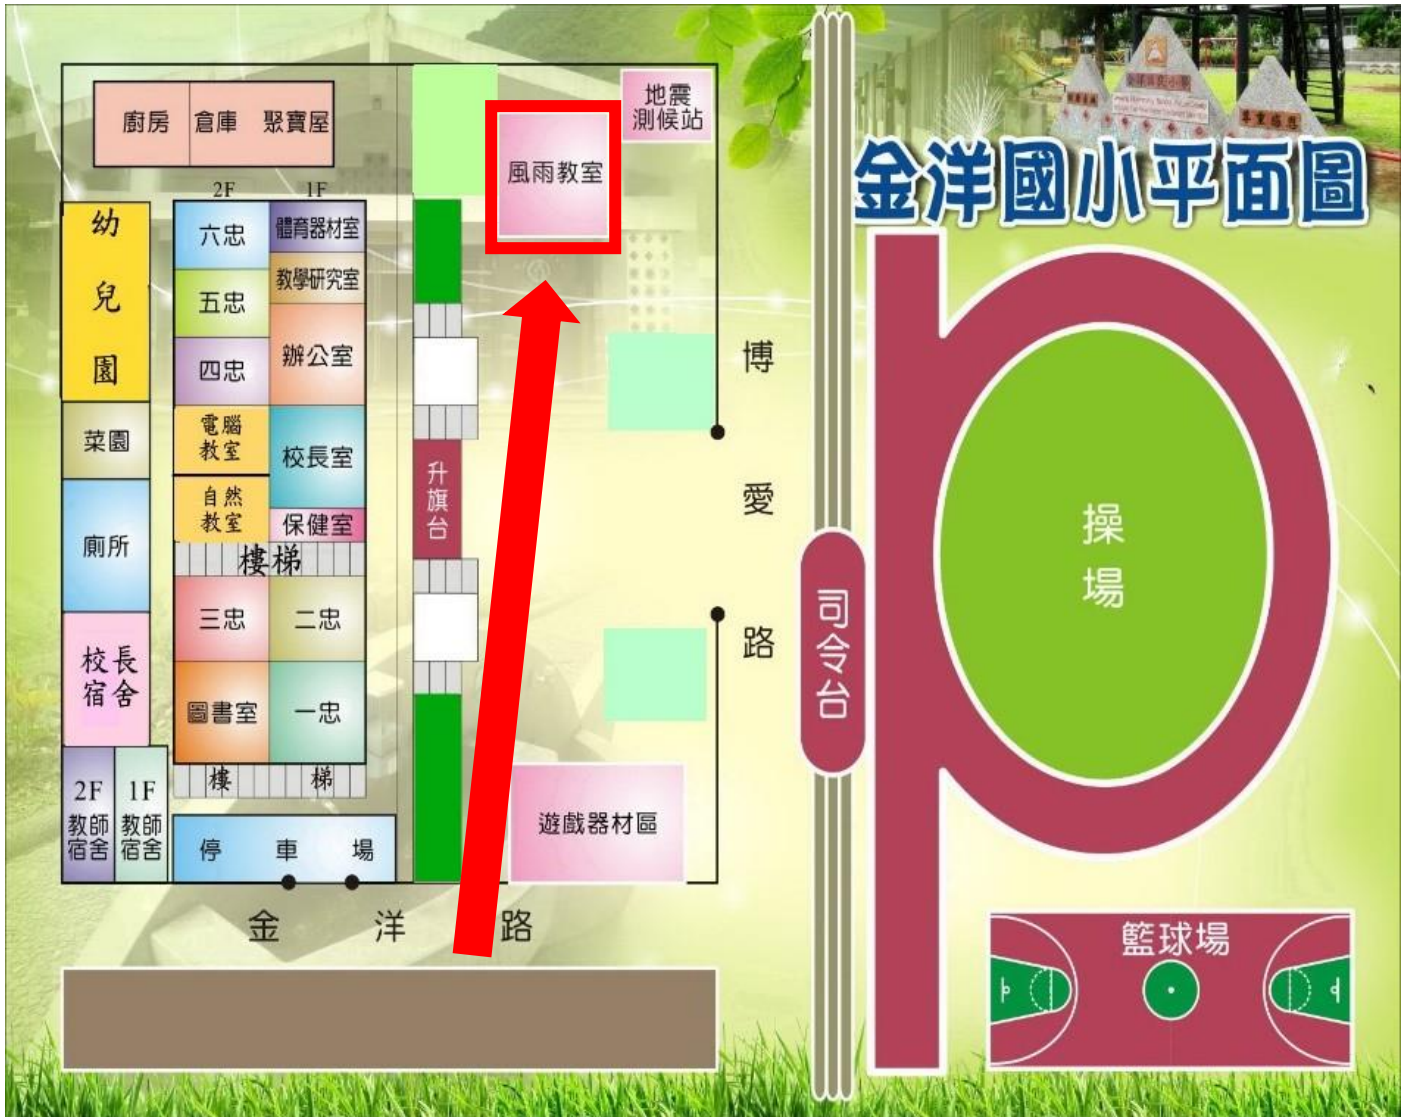 金洋國小平面圖
廚房
倉庫
聚寶屋
地震
測候站
風雨教室
2F
1F
幼
兒
園
六忠
體育器材室
教學研究室
五忠
辦公室
四忠
博
愛
路
菜園
電腦
教室
校長室
升
旗
台
自然
教室
保健室
廁所
樓梯
操
場
司
令
台
三忠
二忠
校長
宿舍
圖書室
一忠
樓梯
2F
教師
宿舍
1F
教師
宿舍
停車場
遊戲器材區
金洋路
籃球場